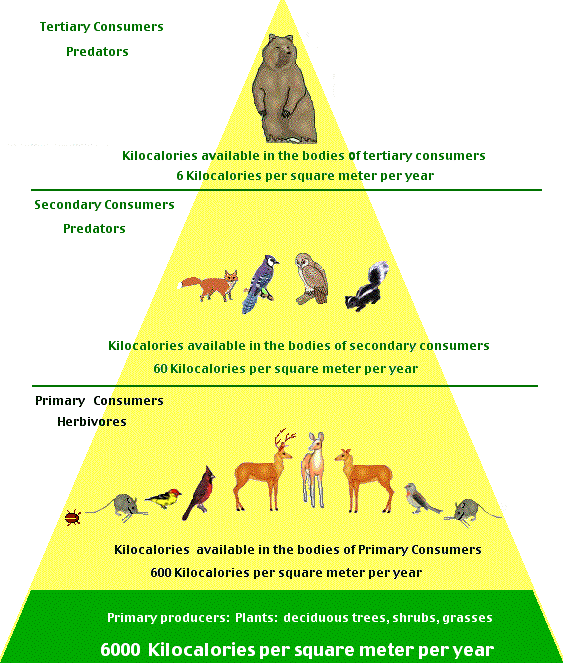 Tertiary Consumers
Predators
Kilocalories available in the bodies of tertiary consumers
6 Kilocalories per square meter per year
Secondary Consumers
Predators
Kilocalories available in the bodies of secondary consumers
60 Kilocalories per square meter per year
Primary Consumers
Herbivores
Kilocalories available in the bodies of Primary Consumers
600 Kilocalories per square meter per year
Primary producers: Plants: deciduous trees, shrubs, grasses
6000 Kilocalories per square meter per year